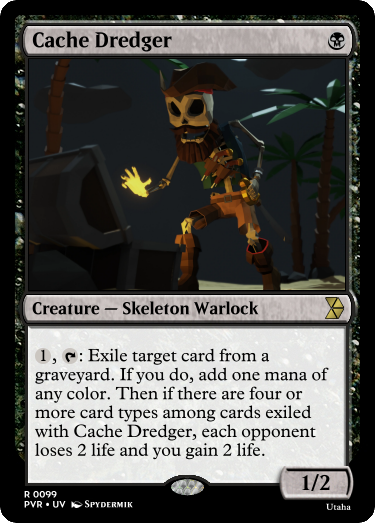 Cache Dredger
Creature — Skeleton Warlock
1 , : Exile target card from a
graveyard. If you do, add one mana of
any color. Then if there are four or
more card types among cards exiled
with Cache Dredger, each opponent
loses 2 life and you gain 2 life.
1/2
R 0099
PVR • UV SPYDERMIK
Utaha